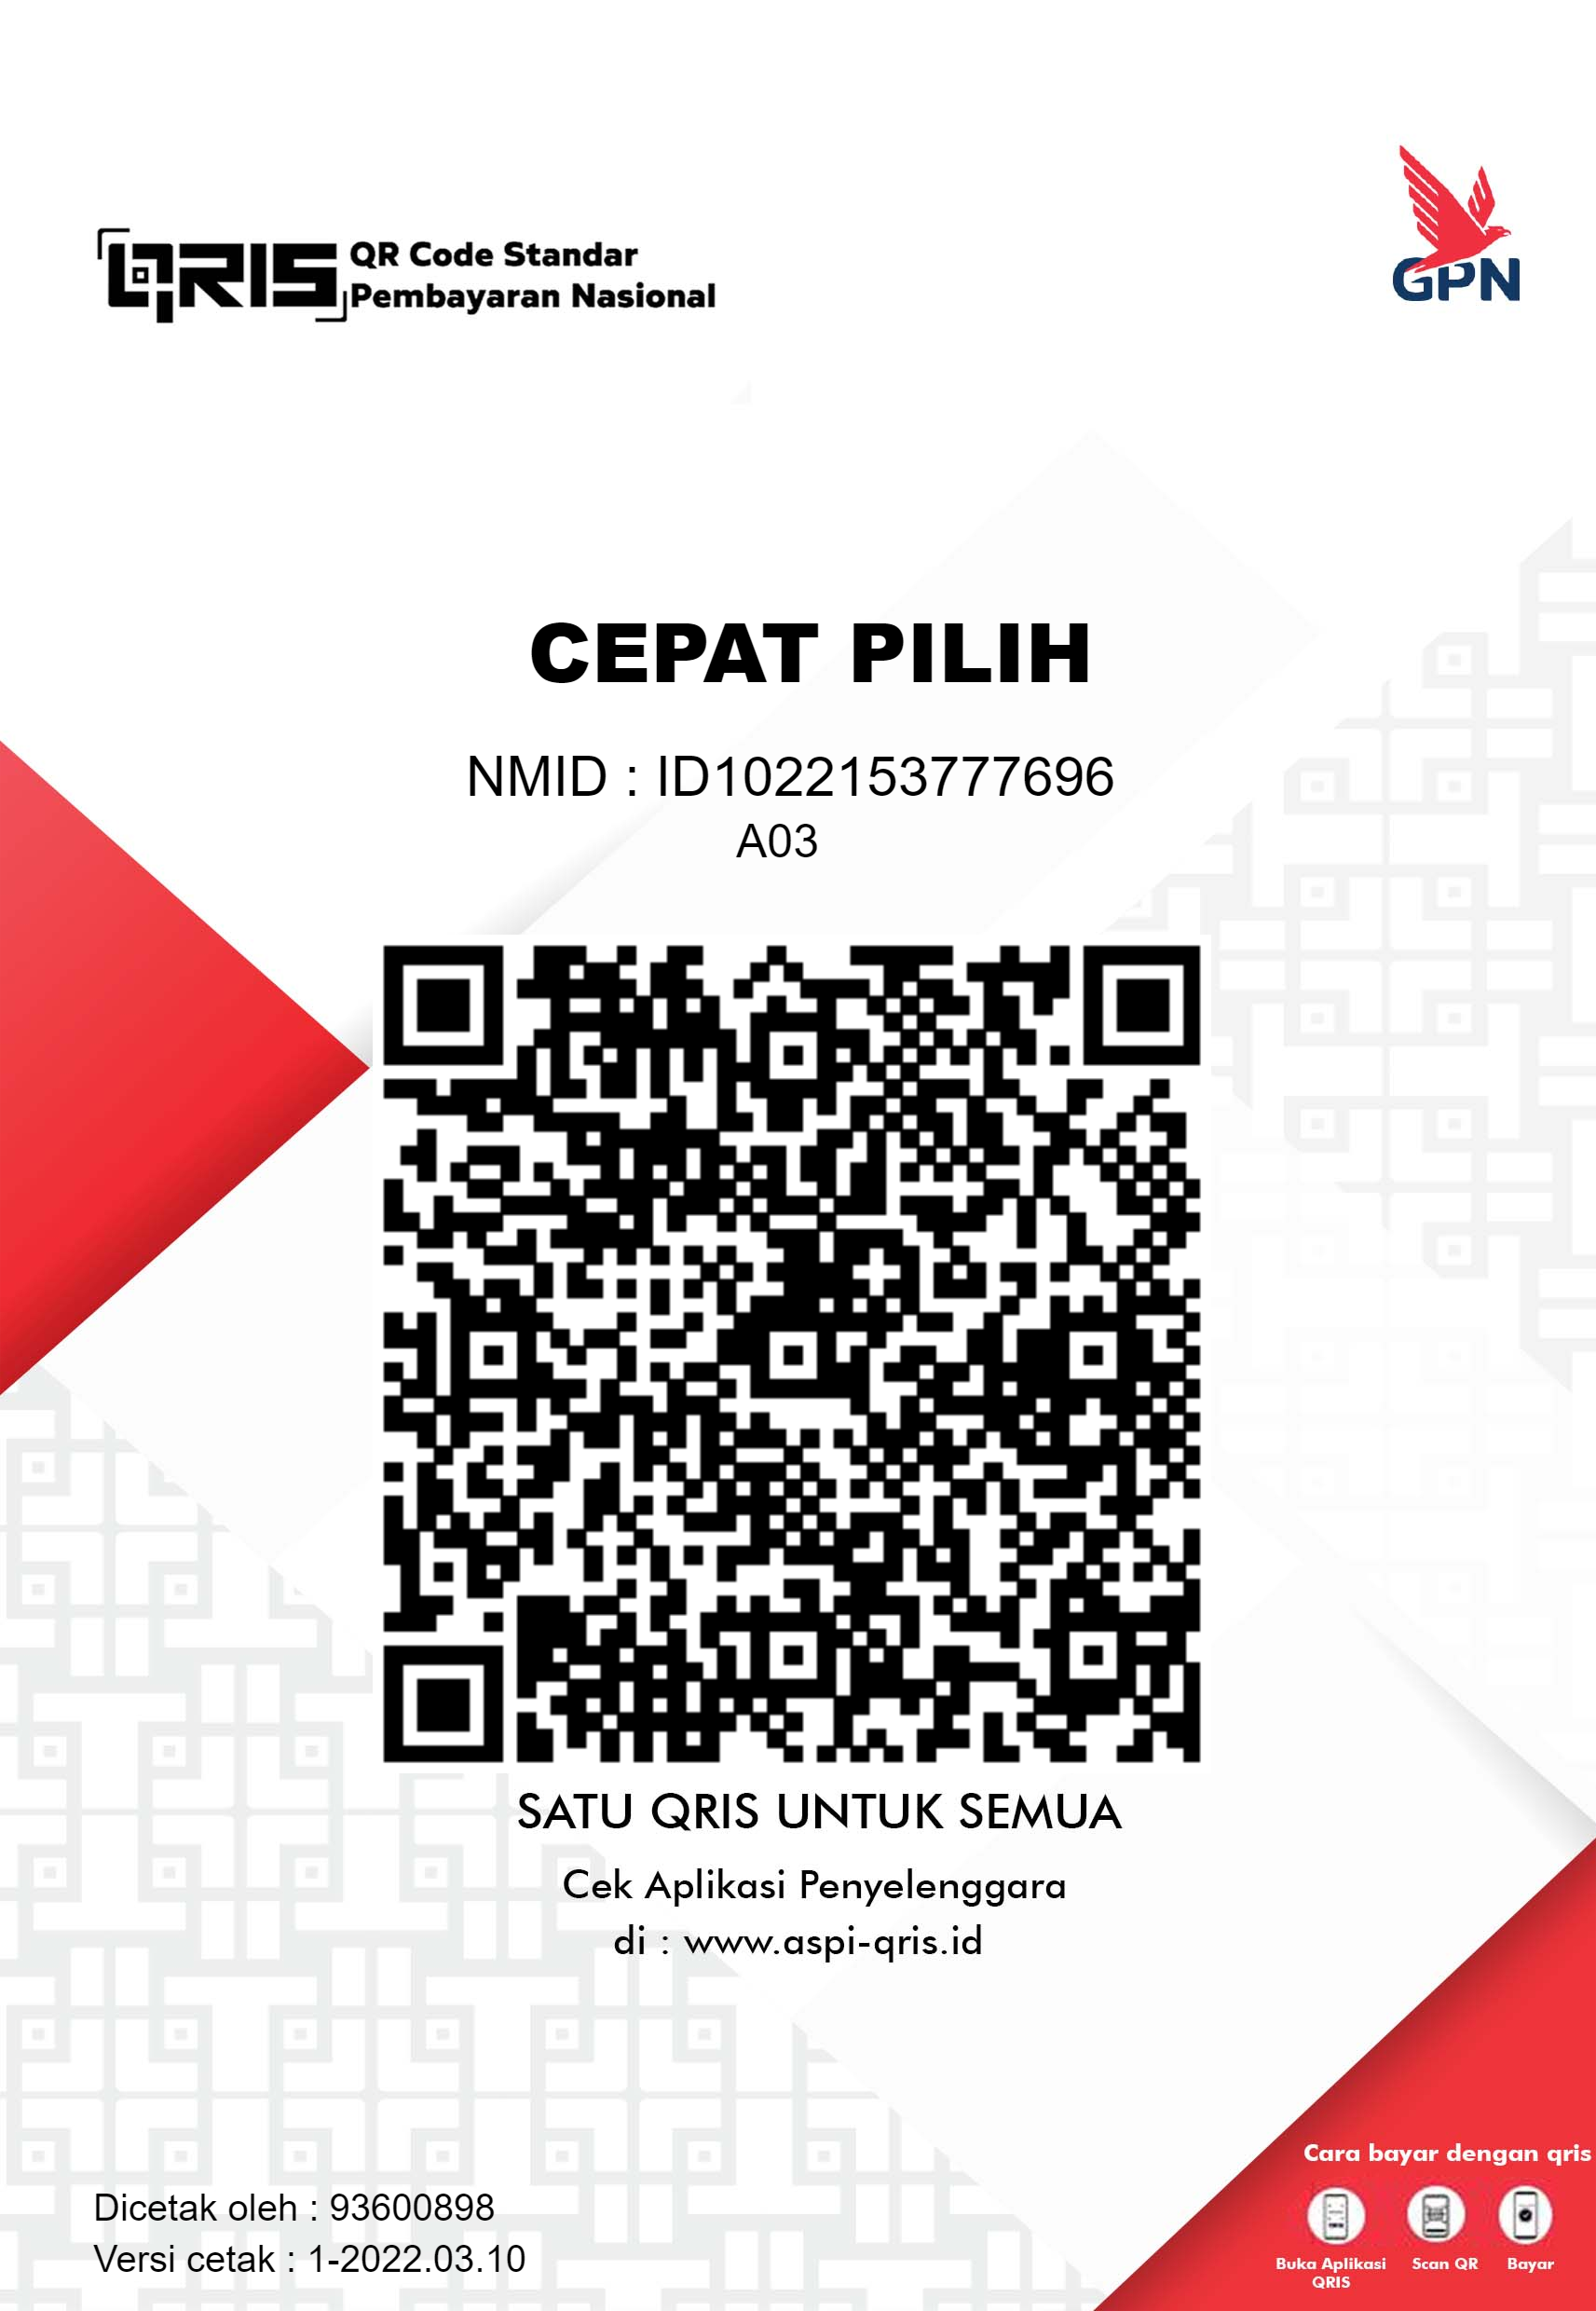 QRIS
QR Code Standar
Pembayaran Nasional
GPN
CEPAT PILIH
NMID : ID1022153777696
A03
SATU QRIS UNTUK SEMUA
Cek Aplikasi Penyelenggara
di : www.aspi-qris.id
Dicetak oleh : 93600898
Versi cetak : 1-2022.03.10
Cara bayar dengan qris
Buka Aplikasi
QRIS
Scan QR
Bayar